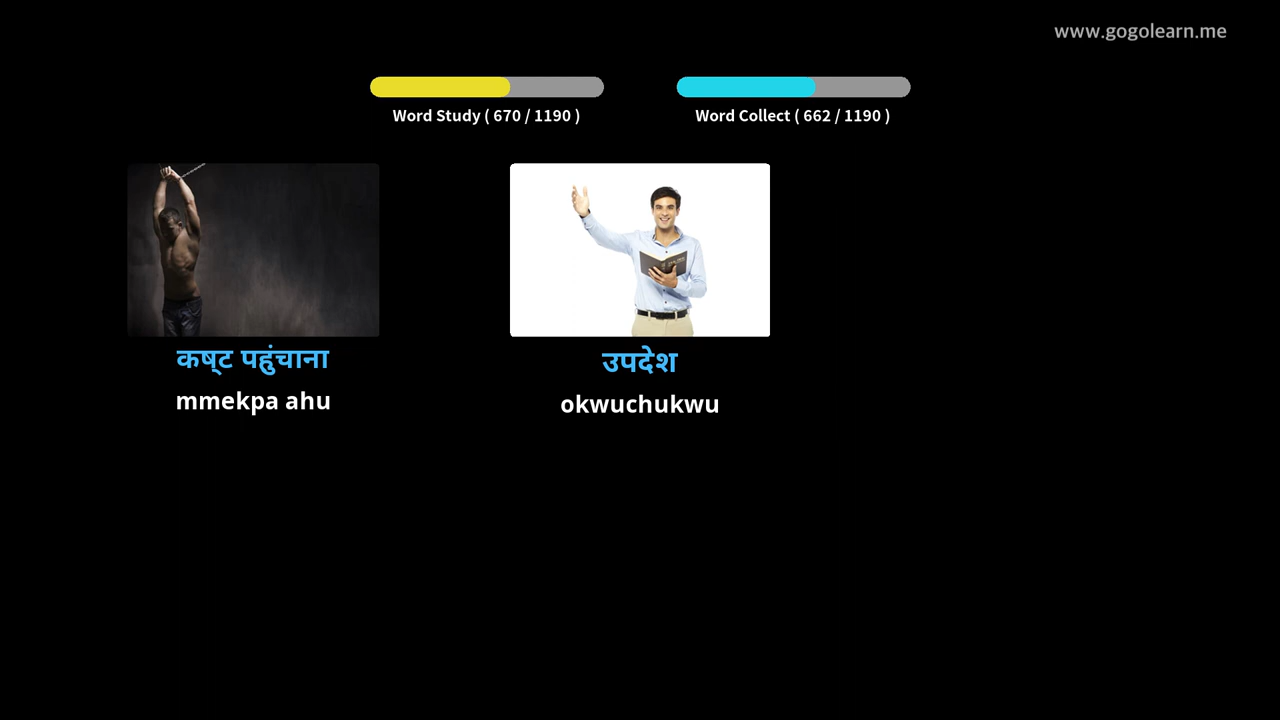 www.gogolearn.me
Word Study ( 670 / 1190 )
Word Collect ( 662 / 1190 )
कष्ट पहुंचाना
mmekpa ahu
उपदेश
okwuchukwu